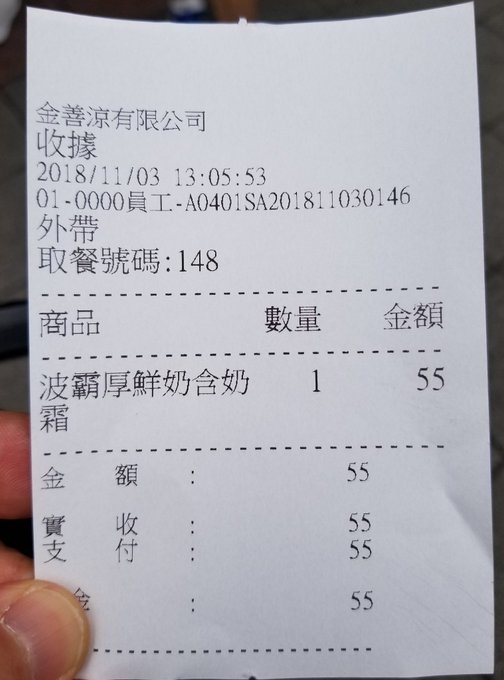 金善涼有限公司
收據
2018/11/03 13:05:53
01-0000員工-A0401SA201811030146
外帶
取餐號碼:148
商品 數量 金額
波霸厚鮮奶含奶 1 55
霜
金 額 : 55
實 收 : 55
支 付 : 55
金 : 55